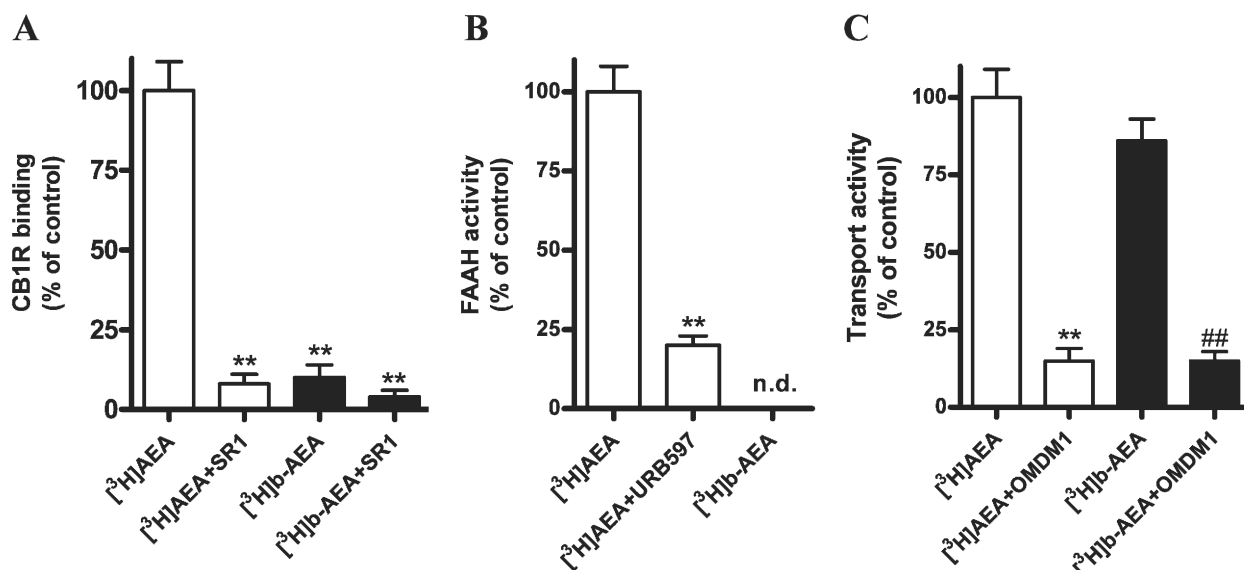 A
CB1R binding
(% of control)
100
75
50
25
0
**
**
**
[³H]AEA
[³H]AEA+SR1
[³H]b-AEA
[³H]b-AEA+SR1
B
FAAH activity
(% of control)
100
75
50
25
0
**
n.d.
[³H]AEA
[³H]AEA+URB597
[³H]b-AEA
C
Transport activity
(% of control)
100
75
50
25
0
**
##
[³H]AEA
[³H]AEA+OMDM1
[³H]b-AEA
[³H]b-AEA+OMDM1